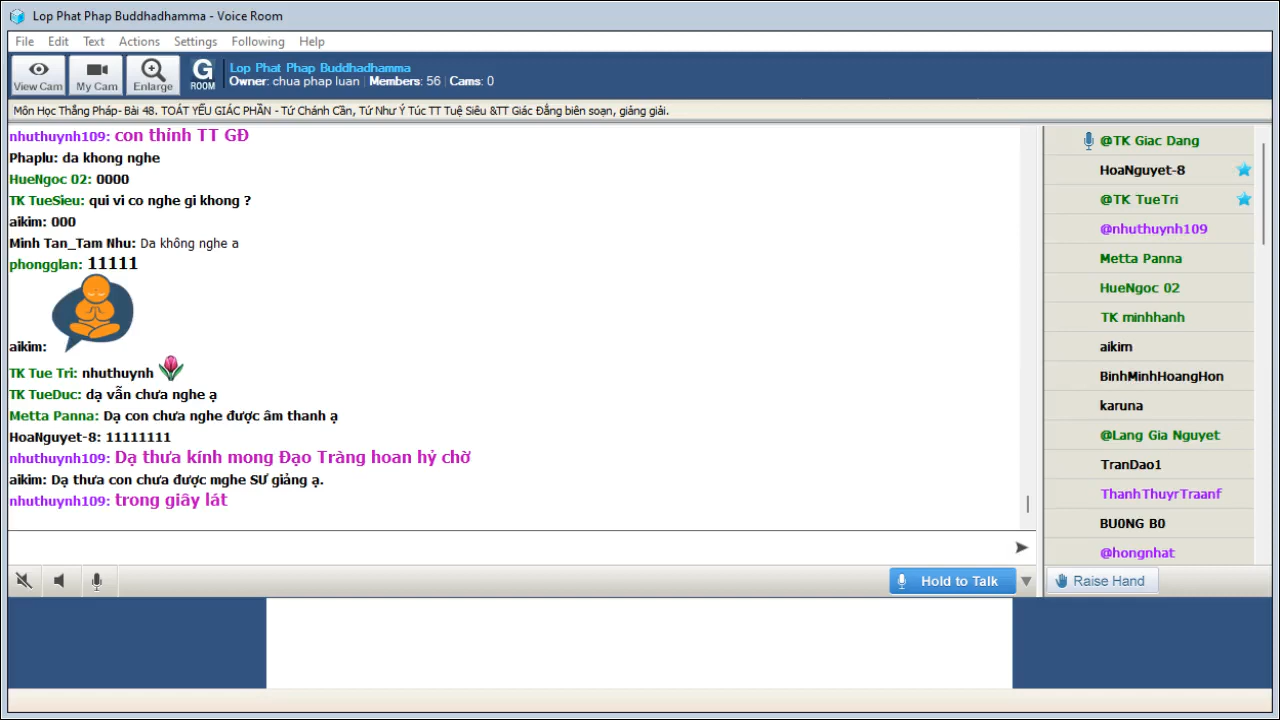 Lop Phat Phap Buddhadhamma - Voice Room
File Edit Text Actions Settings Following Help
View Cam My Cam Enlarge G ROOM
Lop Phat Phap Buddhadhamma
Owner: chua phap luan Members: 56 Cams: 0
Môn Học Thắng Pháp- Bài 48. TOÁT YẾU GIÁC PHẦN - Tứ Chánh Cần, Tứ Như Ý Túc TT Tuệ Siêu &TT Giác Đẳng biên soạn, giảng giải.
nhuthuynh109: con thỉnh TT GĐ
Phaplu: da khong nghe
HueNgoc 02: 0000
TK TueSieu: qui vi co nghe gi khong ?
aikim: 000
Minh Tan_Tam Nhu: Da không nghe a
phongglan: 11111
aikim:
TK Tue Tri: nhuthuynh
TK TueDuc: dạ vẫn chưa nghe ạ
Metta Panna: Dạ con chưa nghe được âm thanh ạ
HoaNguyet-8: 11111111
nhuthuynh109: Dạ thưa kính mong Đạo Tràng hoan hỷ chờ
aikim: Dạ thưa con chưa được mghe SƯ giảng ạ.
nhuthuynh109: trong giây lát
@TK Giac Dang
HoaNguyet-8
@TK TueTri
@nhuthuynh109
Metta Panna
HueNgoc 02
TK minhhanh
aikim
BinhMinhHoangHon
karuna
@Lang Gia Nguyet
TranDao1
ThanhThuyrTraanf
BU0NG B0
@hongnhat
Hold to Talk
Raise Hand